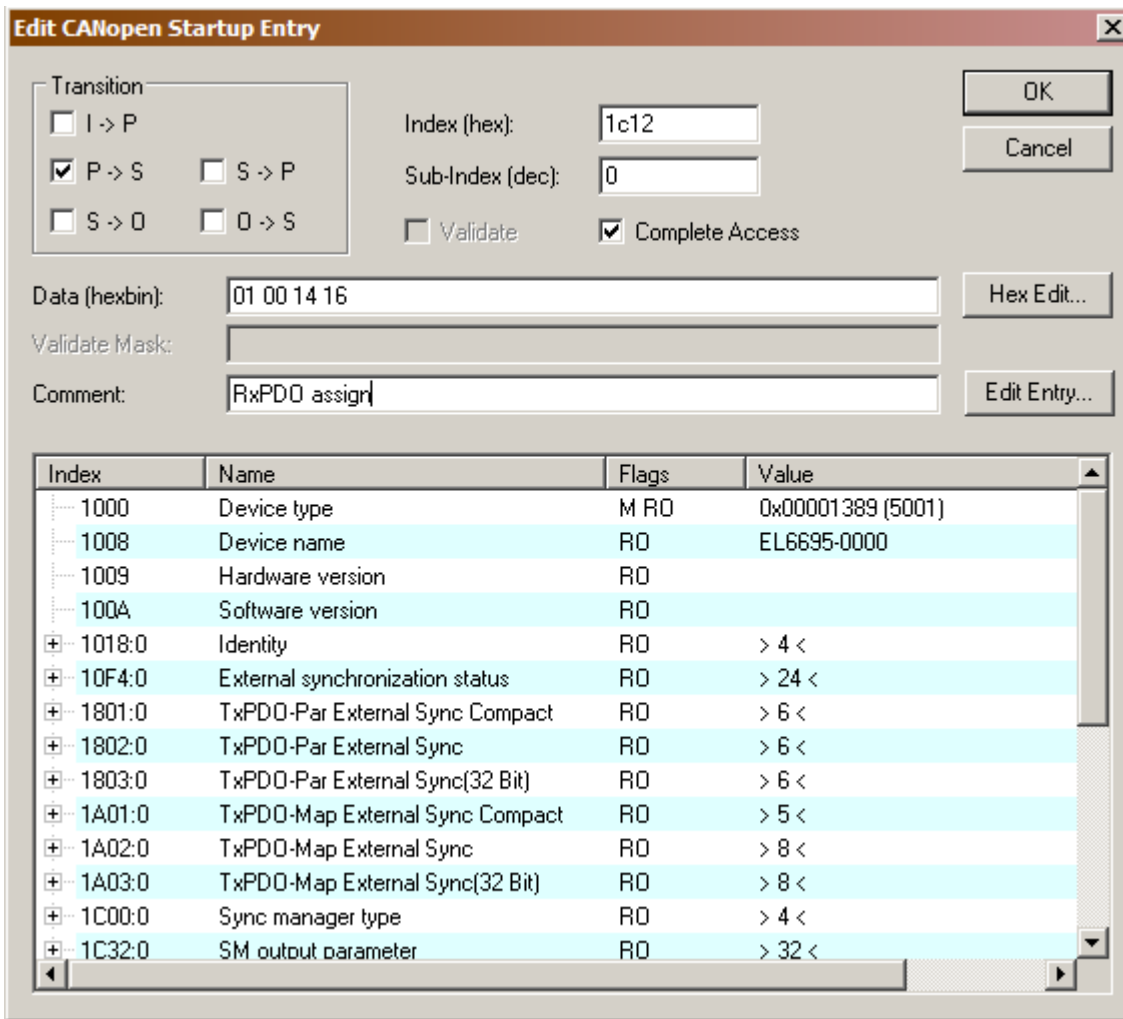 Edit CANopen Startup Entry
Transition
I -> P
P -> S
S -> P
S -> O
O -> S
Index (hex): 1c12
Sub-Index (dec): 0
Validate
Complete Access
OK
Cancel
Data (hexbin): 01 00 14 16
Hex Edit...
Validate Mask:
Comment: RxPDO assign
Edit Entry...
Index Name Flags Value
1000 Device type M RO 0x00001389 (5001)
1008 Device name RO EL6695-0000
1009 Hardware version RO
100A Software version RO
1018:0 Identity RO > 4 <
10F4:0 External synchronization status RO > 24 <
1801:0 TxPDO-Par External Sync Compact RO > 6 <
1802:0 TxPDO-Par External Sync RO > 6 <
1803:0 TxPDO-Par External Sync(32 Bit) RO > 6 <
1A01:0 TxPDO-Map External Sync Compact RO > 5 <
1A02:0 TxPDO-Map External Sync RO > 8 <
1A03:0 TxPDO-Map External Sync(32 Bit) RO > 8 <
1C00:0 Sync manager type RO > 4 <
1C32:0 SM output parameter RO > 32 <